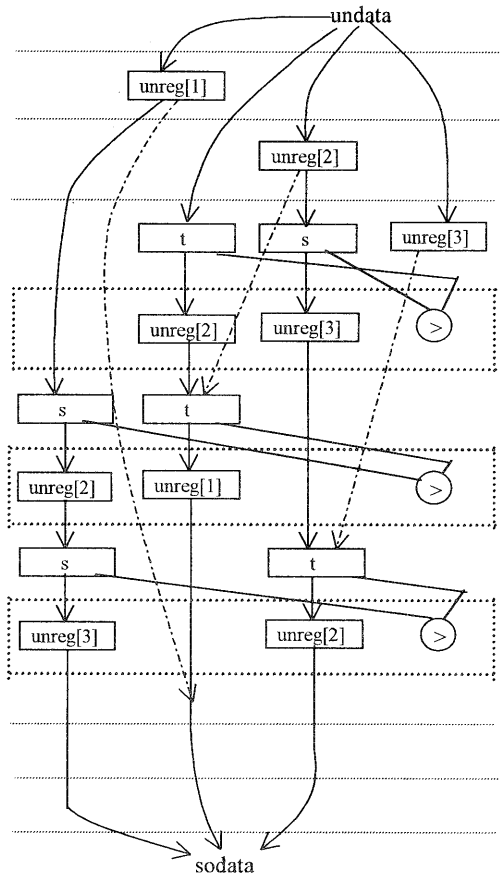 undata
unreg[1]
unreg[2]
t
s
unreg[3]
unreg[2]
unreg[3]
>
s
t
unreg[2]
unreg[1]
>
s
t
unreg[3]
unreg[2]
>
sodata